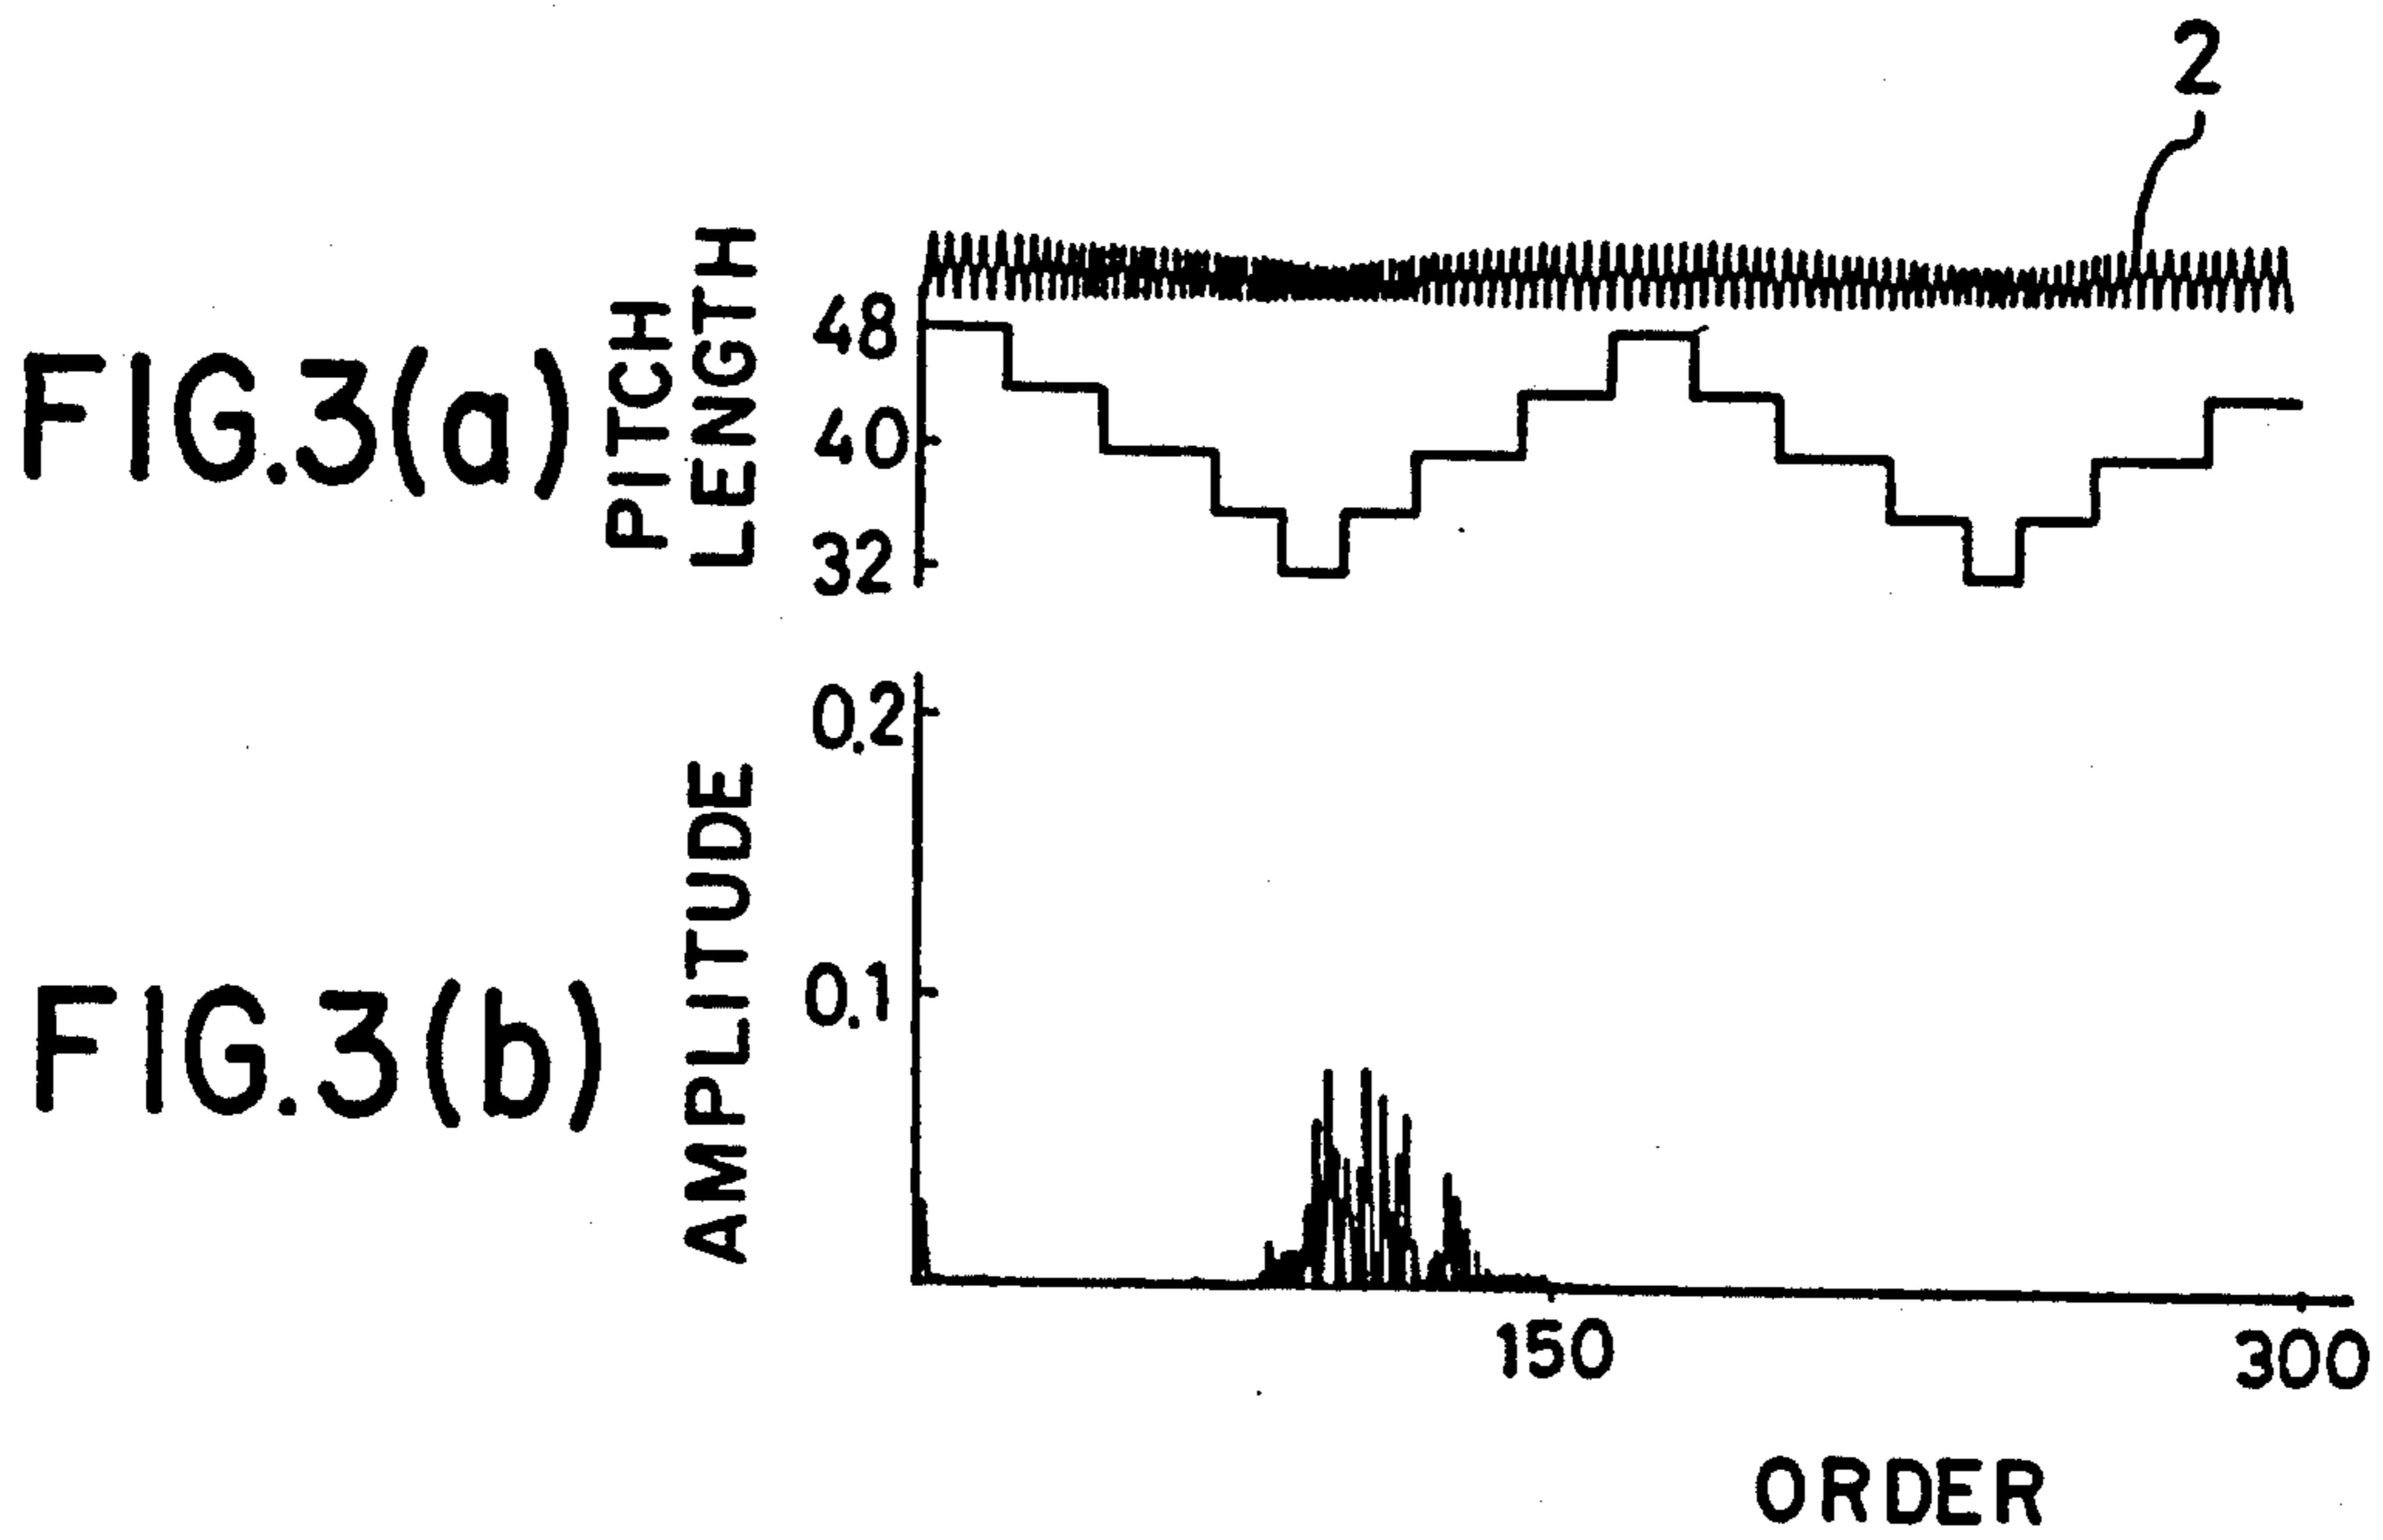 2
FIG.3(a)
PITCH
LENGTH
48
40
32
FIG.3(b)
AMPLITUDE
0.2
0.1
150
300
ORDER